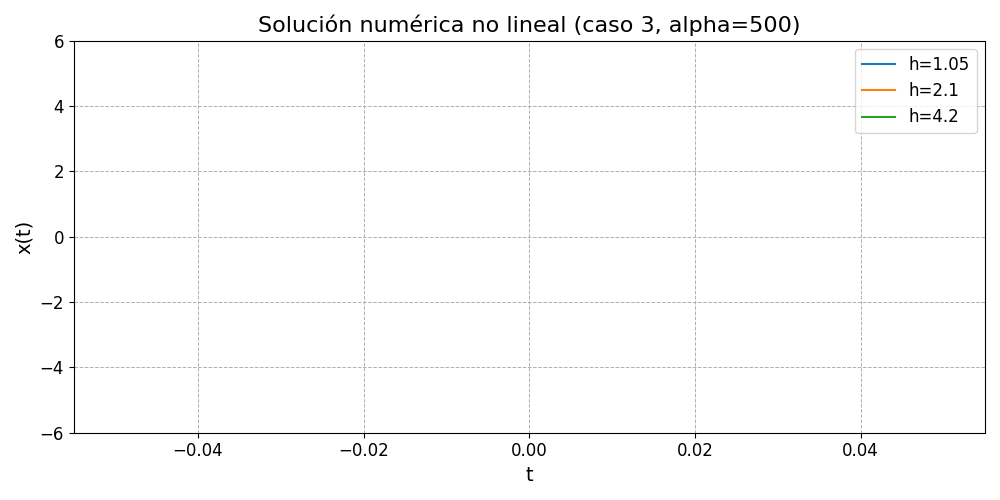 Solución numérica no lineal (caso 3, alpha=500)
h=1.05
h=2.1
h=4.2
x(t)
6
4
2
0
−2
−4
−6
−0.04
−0.02
0.00
0.02
0.04
t